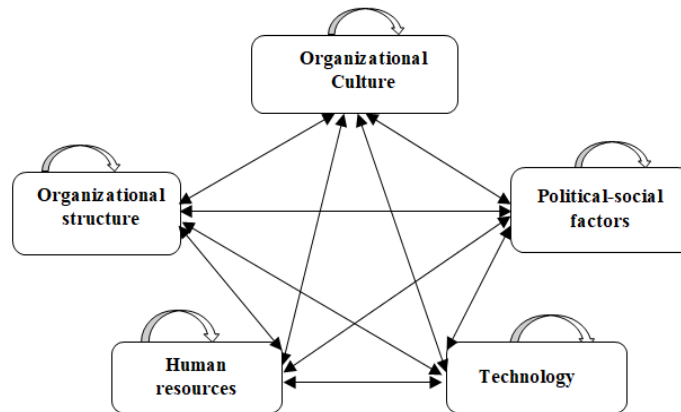 Organizational
Culture
Organizational
structure
Political-social
factors
Human
resources
Technology